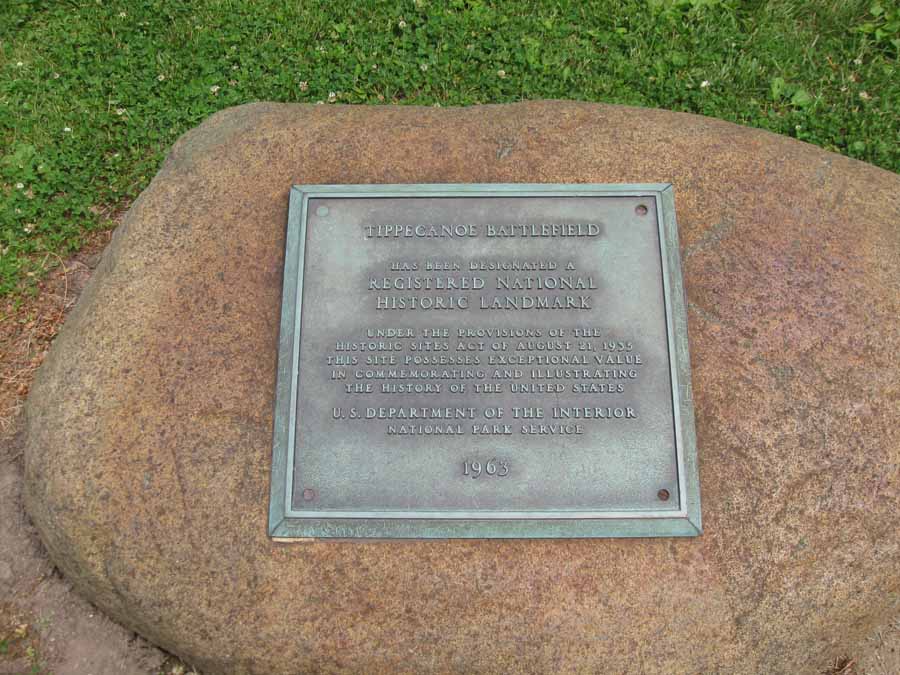 TIPPECANOE BATTLEFIELD
HAS BEEN DESIGNATED A
REGISTERED NATIONAL
HISTORIC LANDMARK
UNDER THE PROVISIONS OF THE
HISTORIC SITES ACT OF AUGUST 21, 1935
THIS SITE POSSESSES EXCEPTIONAL VALUE
IN COMMEMORATING AND ILLUSTRATING
THE HISTORY OF THE UNITED STATES
U.S. DEPARTMENT OF THE INTERIOR
NATIONAL PARK SERVICE
1963